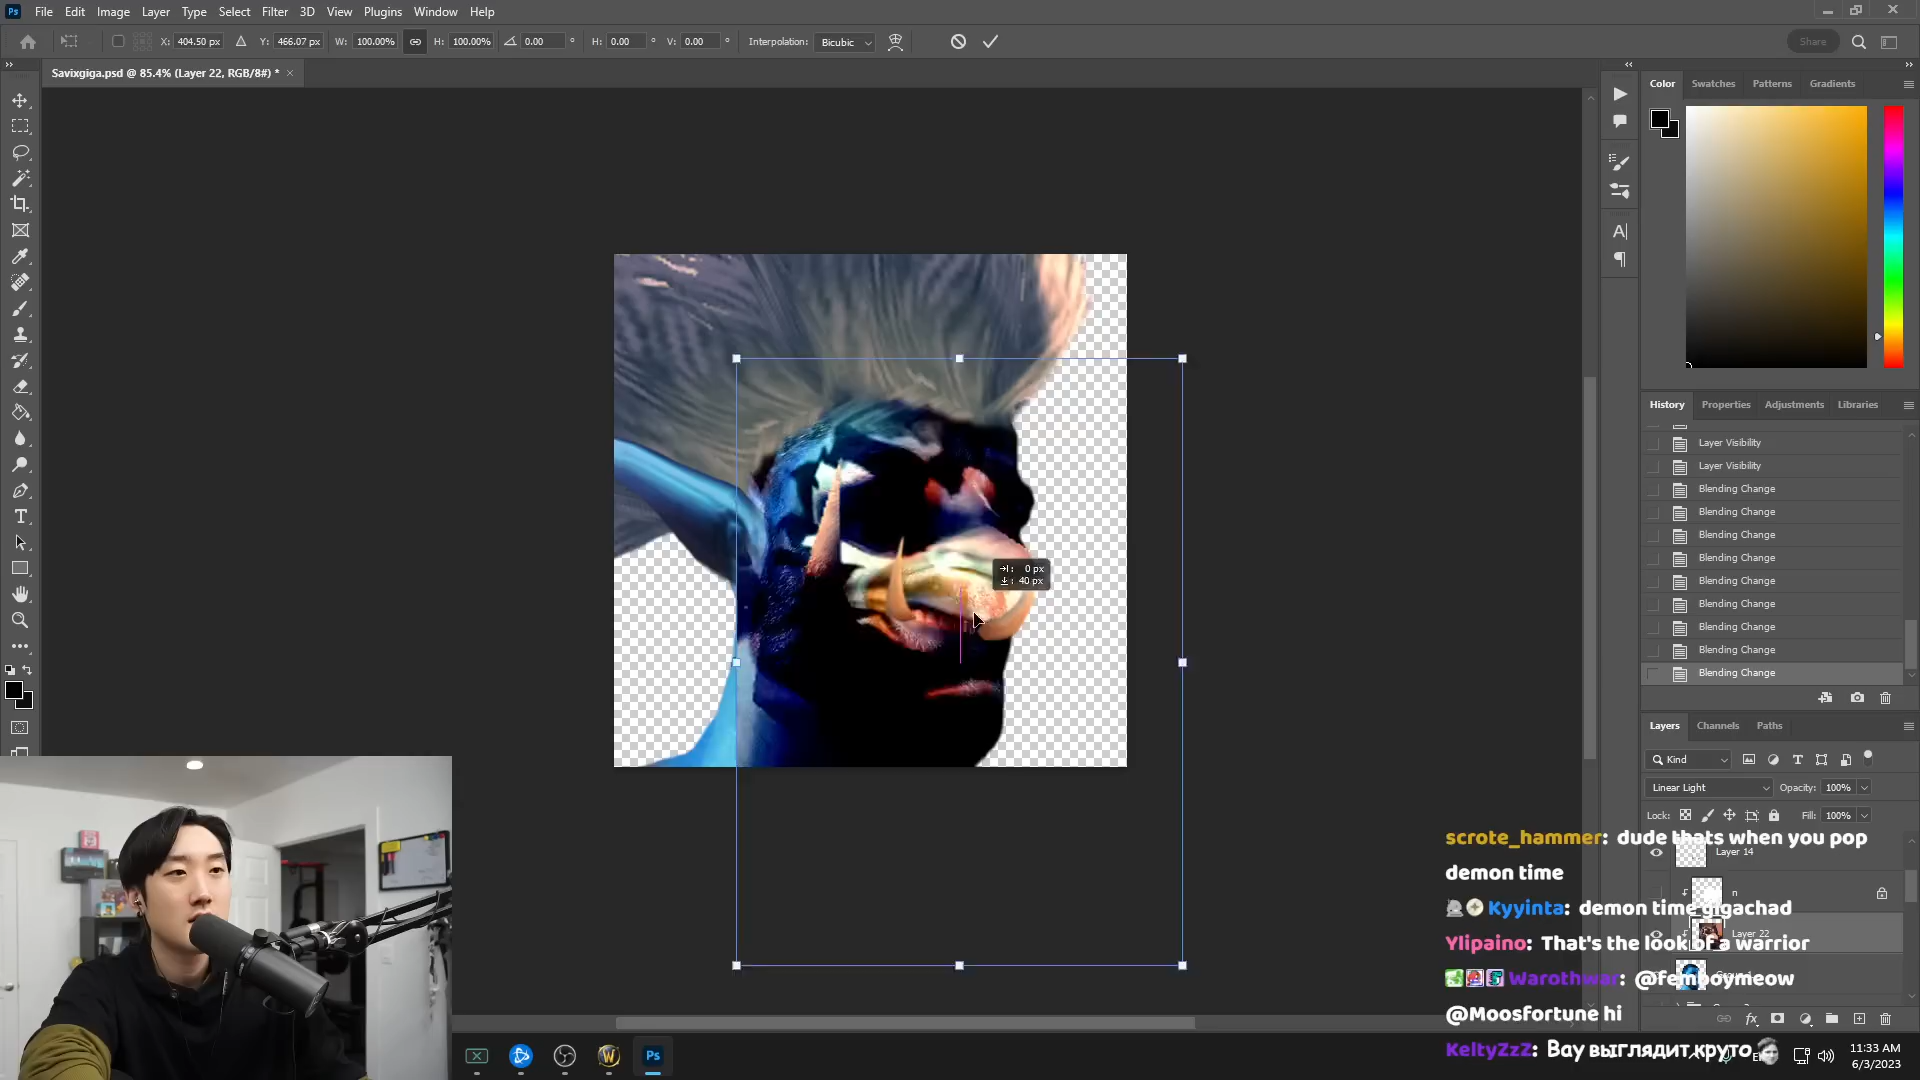 Ps File Edit Image Layer Type Select Filter 3D View Plugins Window Help
X: 404.50 px Y: 466.07 px W: 100.00% H: 100.00% 0.00 ° H: 0.00 ° V: 0.00 ° Interpolation: Bicubic Share
Savixgiga.psd @ 85.4% (Layer 22, RGB/8#) * ×
Color Swatches Patterns Gradients
History Properties Adjustments Libraries
Layer Visibility
Layer Visibility
Blending Change
Blending Change
Blending Change
Blending Change
Blending Change
Blending Change
Blending Change
Blending Change
Blending Change
0 px
40 px
Layers Channels Paths
Kind
Linear Light Opacity: 100%
Lock: Fill: 100%
Layer 14
n
Layer 22
scrote_hammer: dude thats when you pop
demon time
Kyyinta: demon time gigachad
Ylipaino: That's the look of a warrior
Warothwar: @femboymeow
@Moosfortune hi
KeltyZzZ: Вау выглядит круто
Ps
11:33 AM
6/3/2023